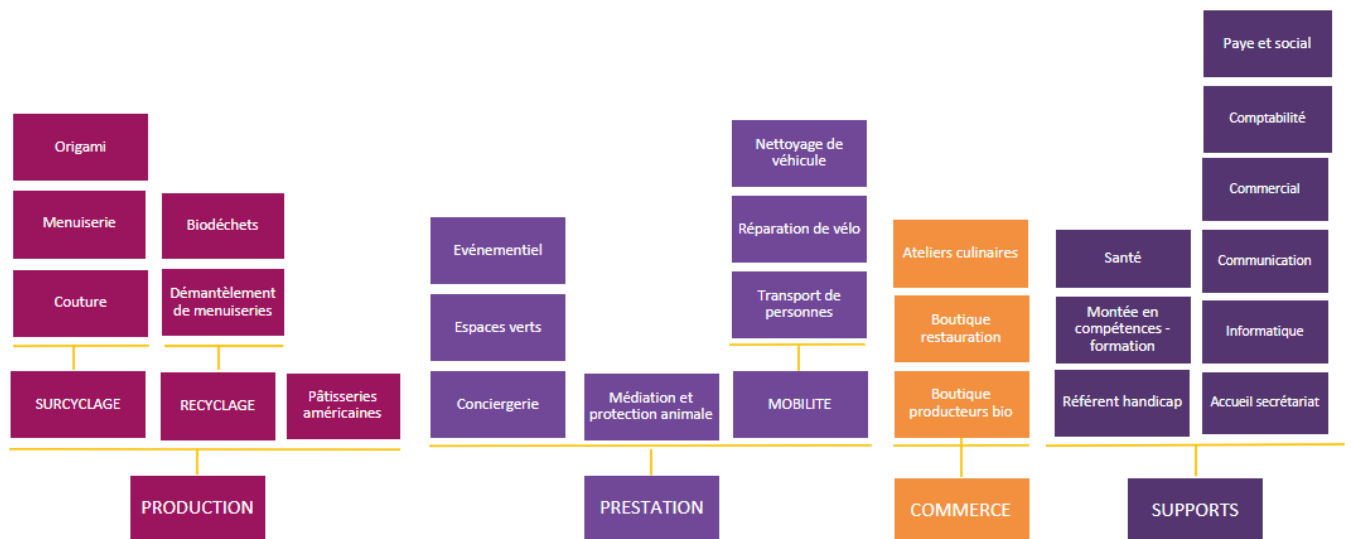 Origami
Menuiserie
Couture
SURCYCLAGE
Biodéchets
Démantèlement
de menuiseries
RECYCLAGE
Pâtisseries
américaines
PRODUCTION
Evénementiel
Espaces verts
Conciergerie
Médiation et
protection animale
Nettoyage de
véhicule
Réparation de vélo
Transport de
personnes
MOBILITE
PRESTATION
Ateliers culinaires
Boutique
restauration
Boutique
producteurs bio
COMMERCE
Santé
Montée en
compétences -
formation
Référent handicap
Paye et social
Comptabilité
Commercial
Communication
Informatique
Accueil secrétariat
SUPPORTS